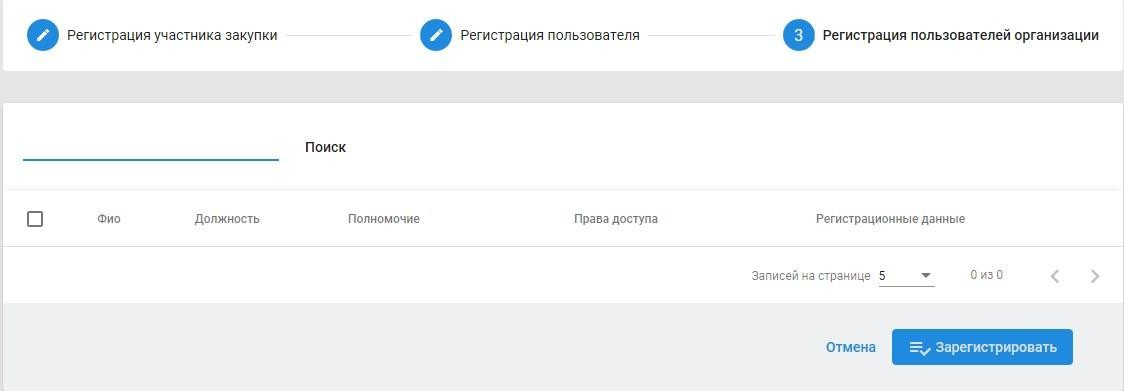 Регистрация участника закупки Регистрация пользователя 3 Регистрация пользователей организации
Поиск
Фио Должность Полномочие Права доступа Регистрационные данные
Записей на странице 5 0 из 0
Отмена Зарегистрировать